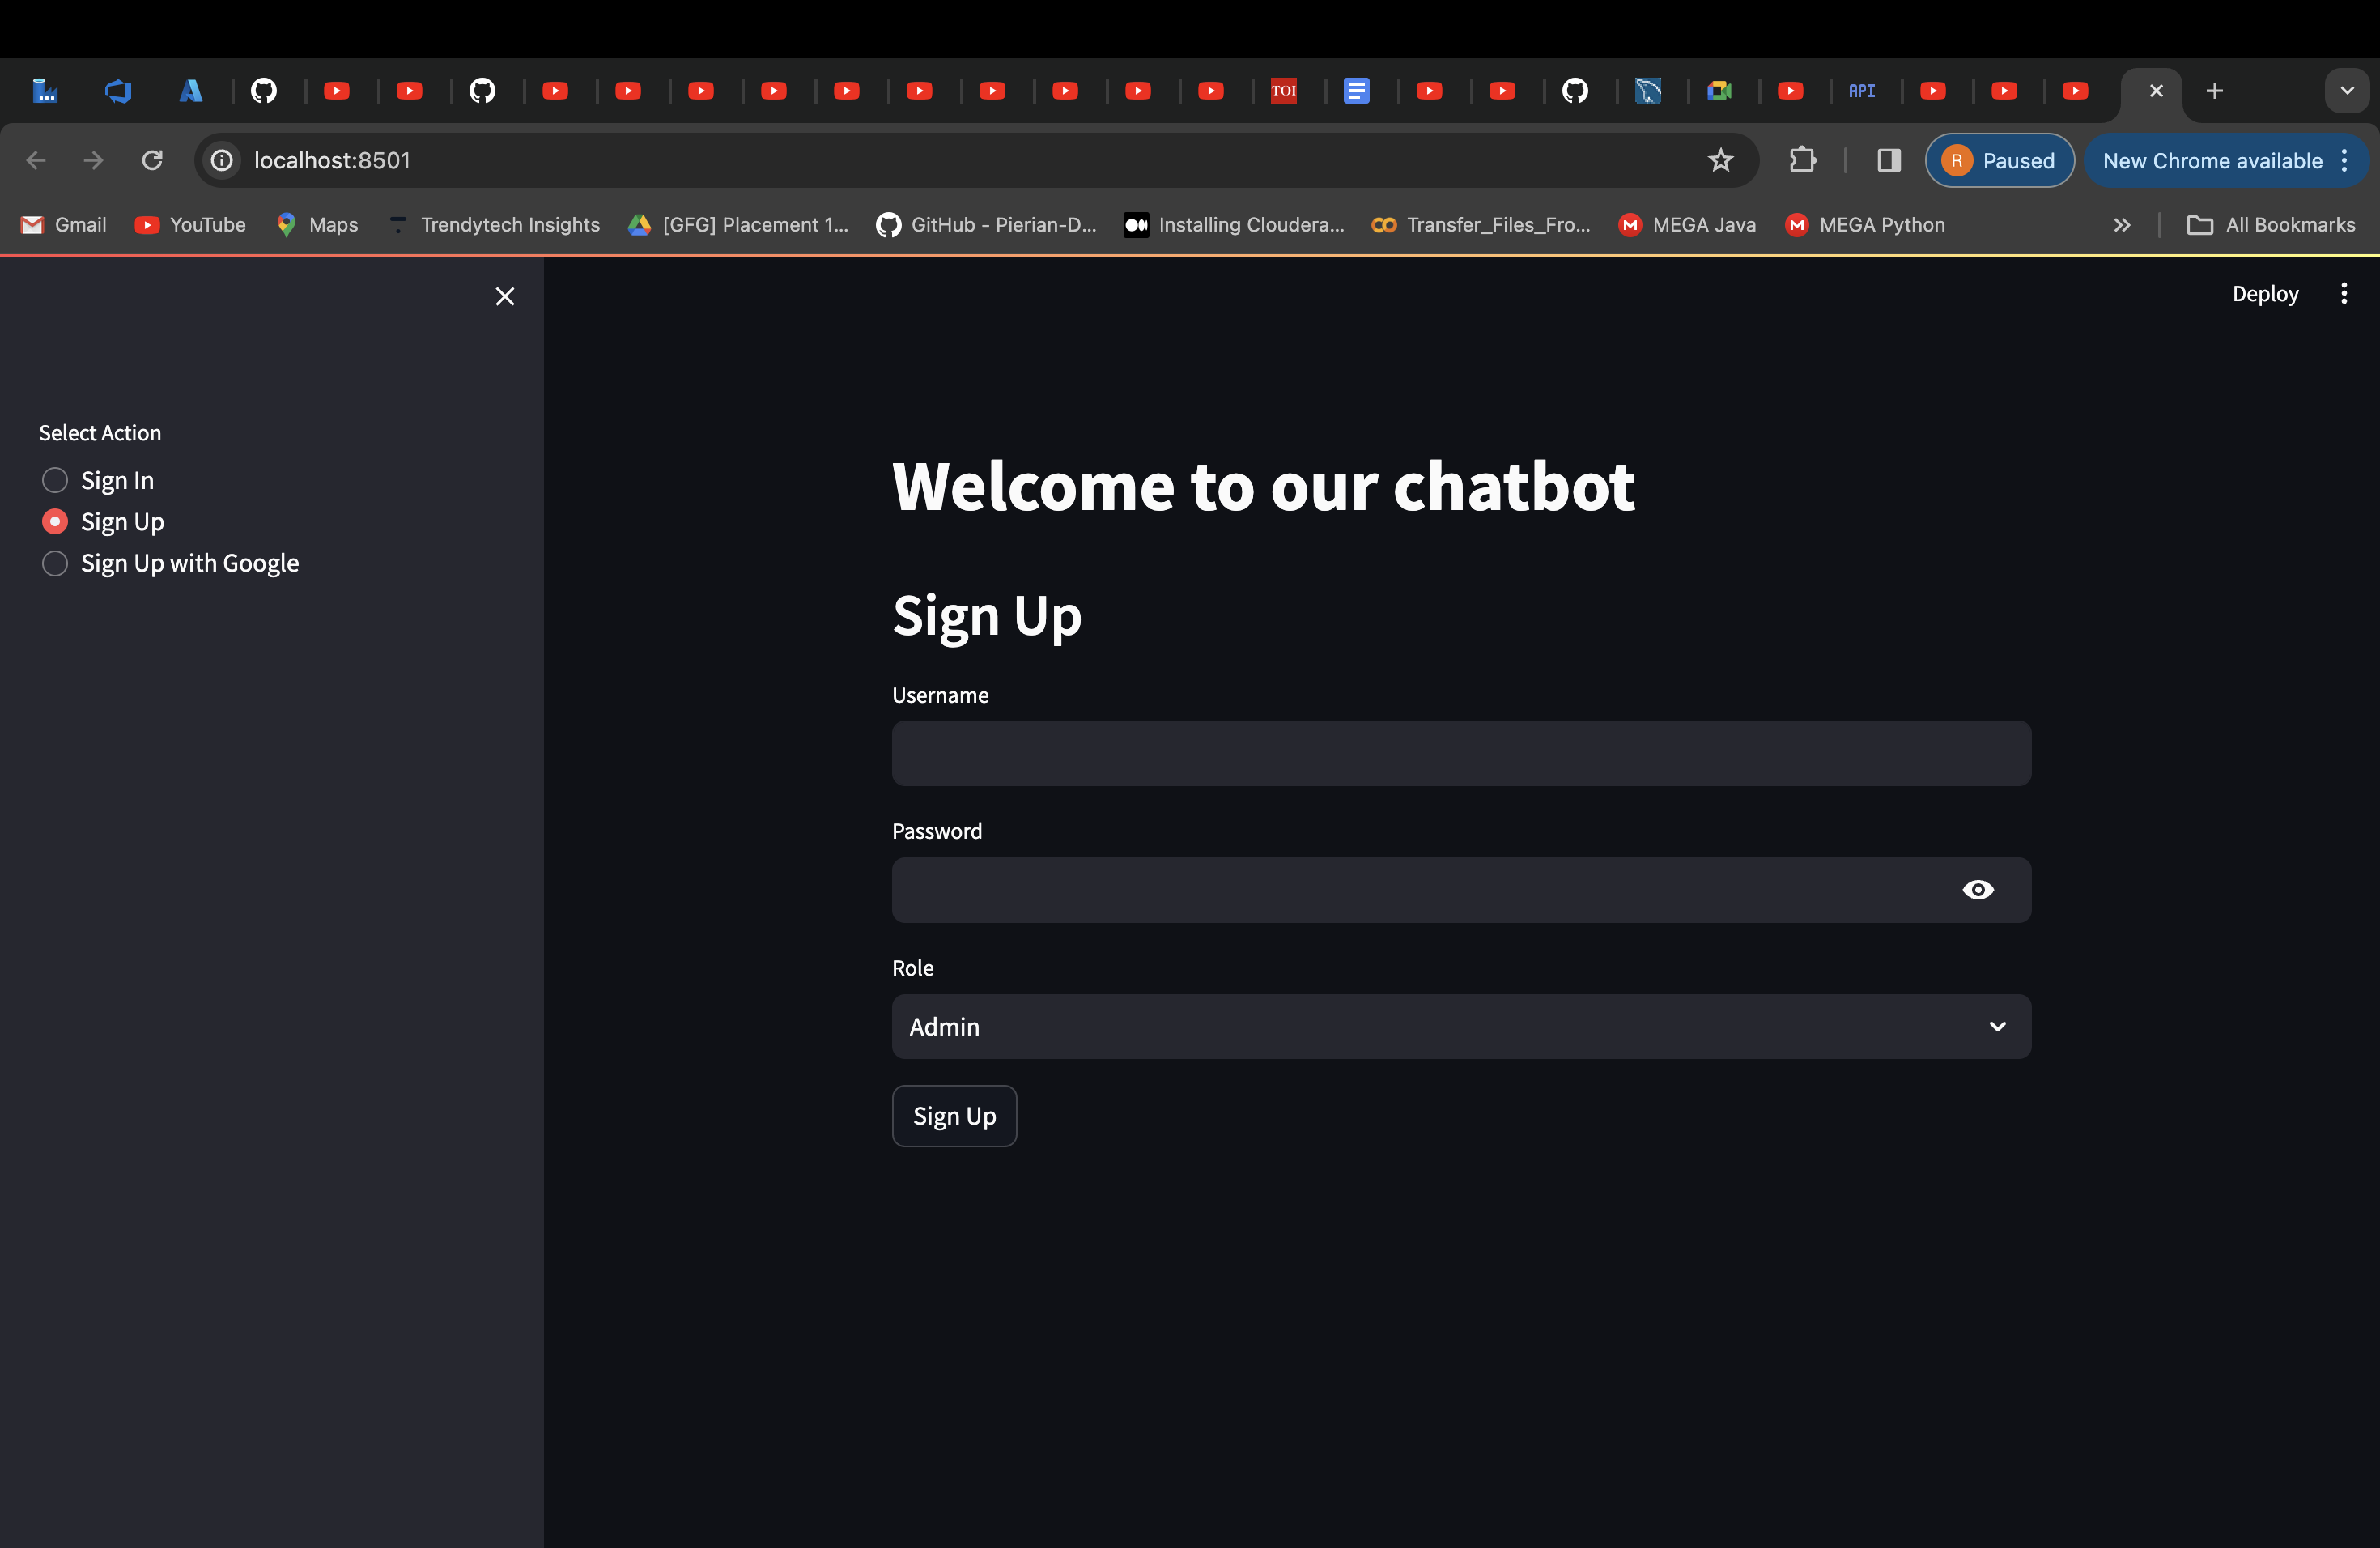 TOI
API
localhost:8501
R Paused
New Chrome available
Gmail
YouTube
Maps
Trendytech Insights
[GFG] Placement 1...
GitHub - Pierian-D...
Installing Cloudera...
Transfer_Files_Fro...
MEGA Java
MEGA Python
All Bookmarks
Deploy
Select Action
Sign In
Sign Up
Sign Up with Google
Welcome to our chatbot
Sign Up
Username
Password
Role
Admin
Sign Up